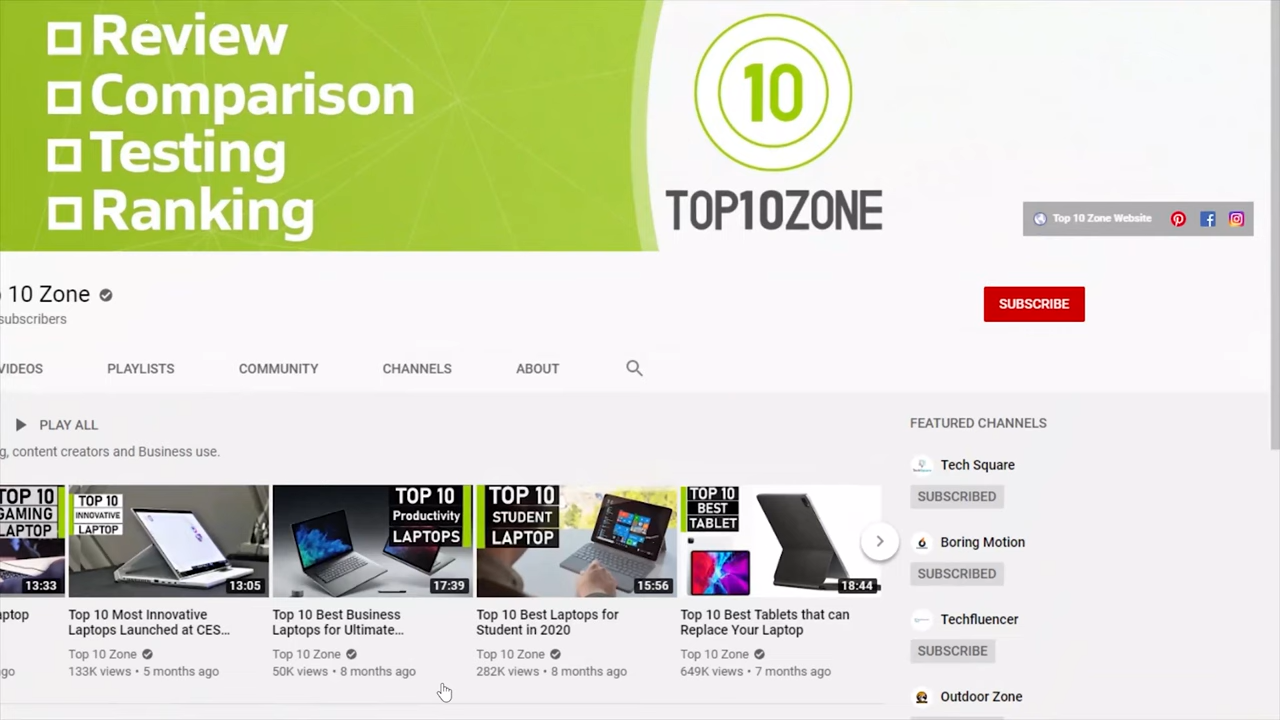 Review
Comparison
Testing
Ranking
10
TOP10ZONE
Top 10 Zone Website
10 Zone
subscribers
SUBSCRIBE
VIDEOS
PLAYLISTS
COMMUNITY
CHANNELS
ABOUT
PLAY ALL
, content creators and Business use.
FEATURED CHANNELS
Tech Square
SUBSCRIBED
Boring Motion
SUBSCRIBED
Techfluencer
SUBSCRIBE
Outdoor Zone
TOP 10
GAMING
LAPTOP
13:33
TOP 10
INNOVATIVE
LAPTOP
13:05
Top 10 Most Innovative
Laptops Launched at CES...
Top 10 Zone
133K views • 5 months ago
TOP 10
Productivity
LAPTOPS
17:39
Top 10 Best Business
Laptops for Ultimate...
Top 10 Zone
50K views • 8 months ago
TOP 10
STUDENT
LAPTOP
15:56
Top 10 Best Laptops for
Student in 2020
Top 10 Zone
282K views • 8 months ago
TOP 10
BEST
TABLET
18:44
Top 10 Best Tablets that can
Replace Your Laptop
Top 10 Zone
649K views • 7 months ago